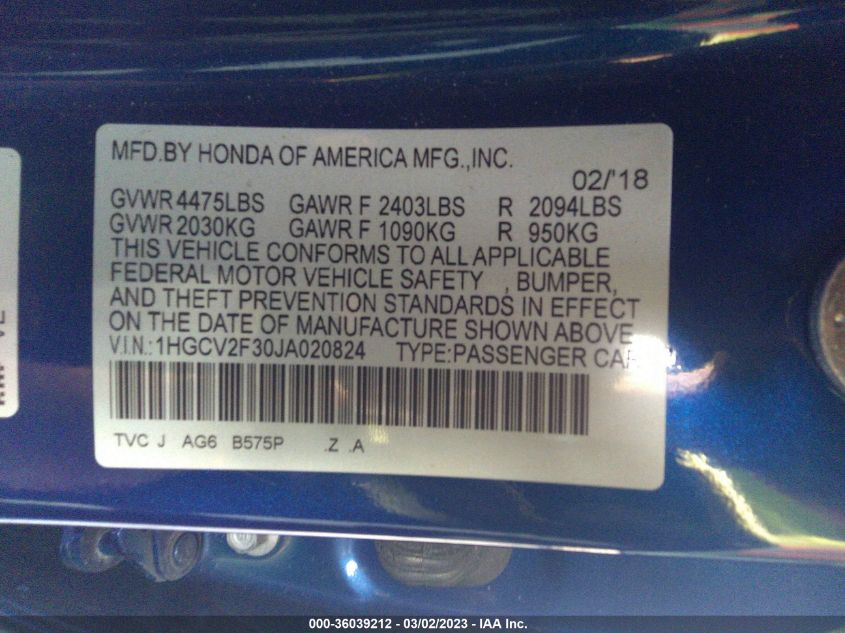 MFD.BY HONDA OF AMERICA MFG.,INC.
02/'18
GVWR 4475LBS GAWR F 2403LBS R 2094LBS
GVWR 2030KG GAWR F 1090KG R 950KG
THIS VEHICLE CONFORMS TO ALL APPLICABLE
FEDERAL MOTOR VEHICLE SAFETY , BUMPER,
AND THEFT PREVENTION STANDARDS IN EFFECT
ON THE DATE OF MANUFACTURE SHOWN ABOVE.
V.I.N.:1HGCV2F30JA020824 TYPE:PASSENGER CAR
TVC J AG6 B575P .Z .A
000-36039212 - 03/02/2023 - IAA Inc.